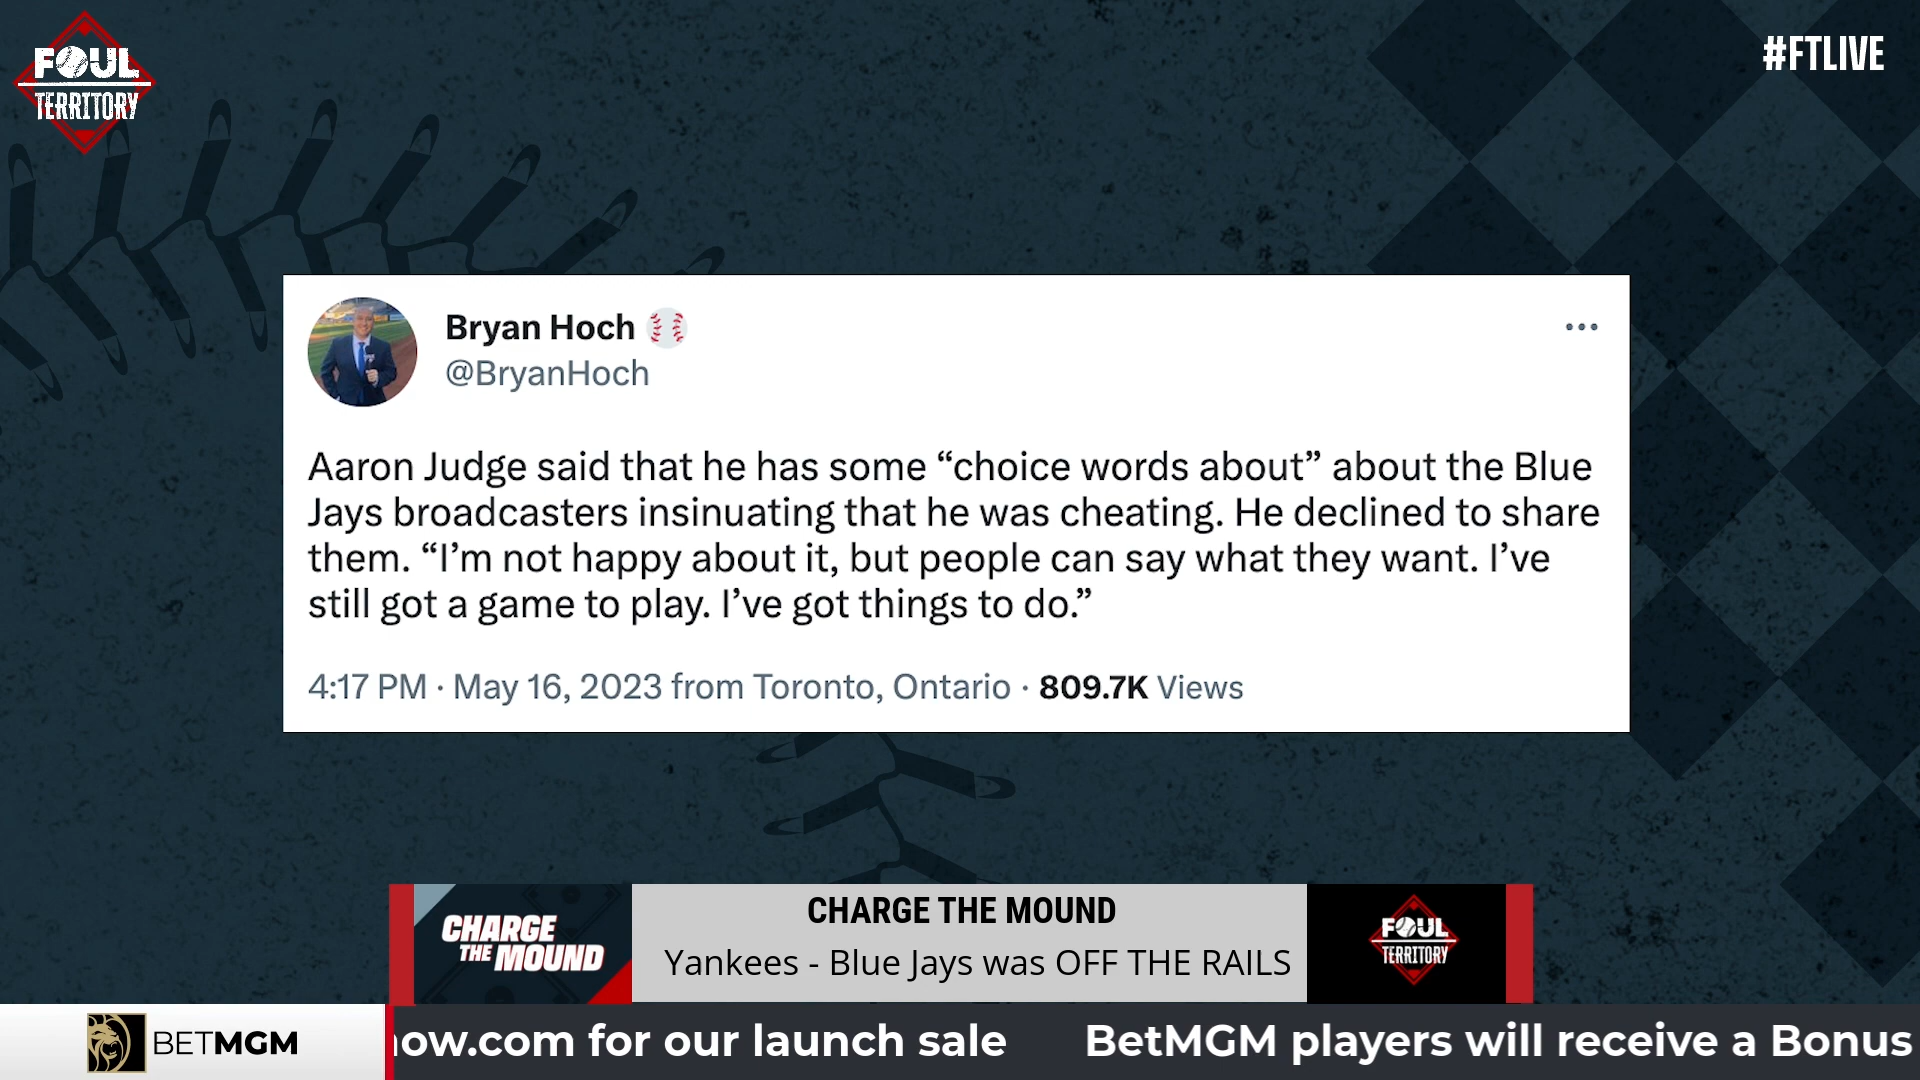 FOUL
TERRITORY
#FTLIVE
Bryan Hoch
@BryanHoch
Aaron Judge said that he has some “choice words about” about the Blue
Jays broadcasters insinuating that he was cheating. He declined to share
them. “I’m not happy about it, but people can say what they want. I’ve
still got a game to play. I’ve got things to do.”
4:17 PM · May 16, 2023 from Toronto, Ontario · 809.7K Views
CHARGE
THE MOUND
CHARGE THE MOUND
Yankees - Blue Jays was OFF THE RAILS
FOUL
TERRITORY
BETMGM
ow.com for our launch sale BetMGM players will receive a Bonus